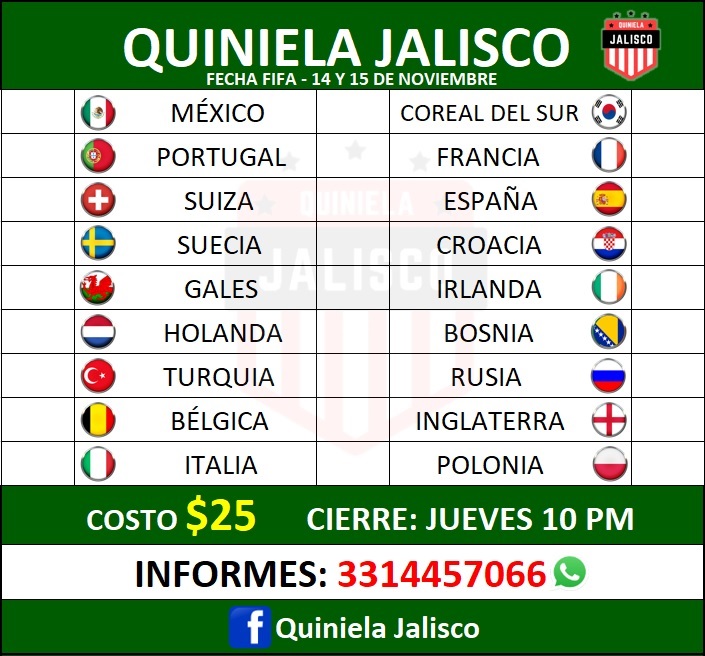 QUINIELA JALISCO
JALISCO
FECHA FIFA - 14 Y 15 DE NOVIEMBRE
MÉXICO COREAL DEL SUR
PORTUGAL FRANCIA
SUIZA ESPAÑA
QUINIELA
SUECIA CROACIA
JALISCO
GALES IRLANDA
HOLANDA BOSNIA
TURQUIA RUSIA
BÉLGICA INGLATERRA
ITALIA POLONIA
COSTO $25 CIERRE: JUEVES 10 PM
INFORMES: 3314457066
f Quiniela Jalisco